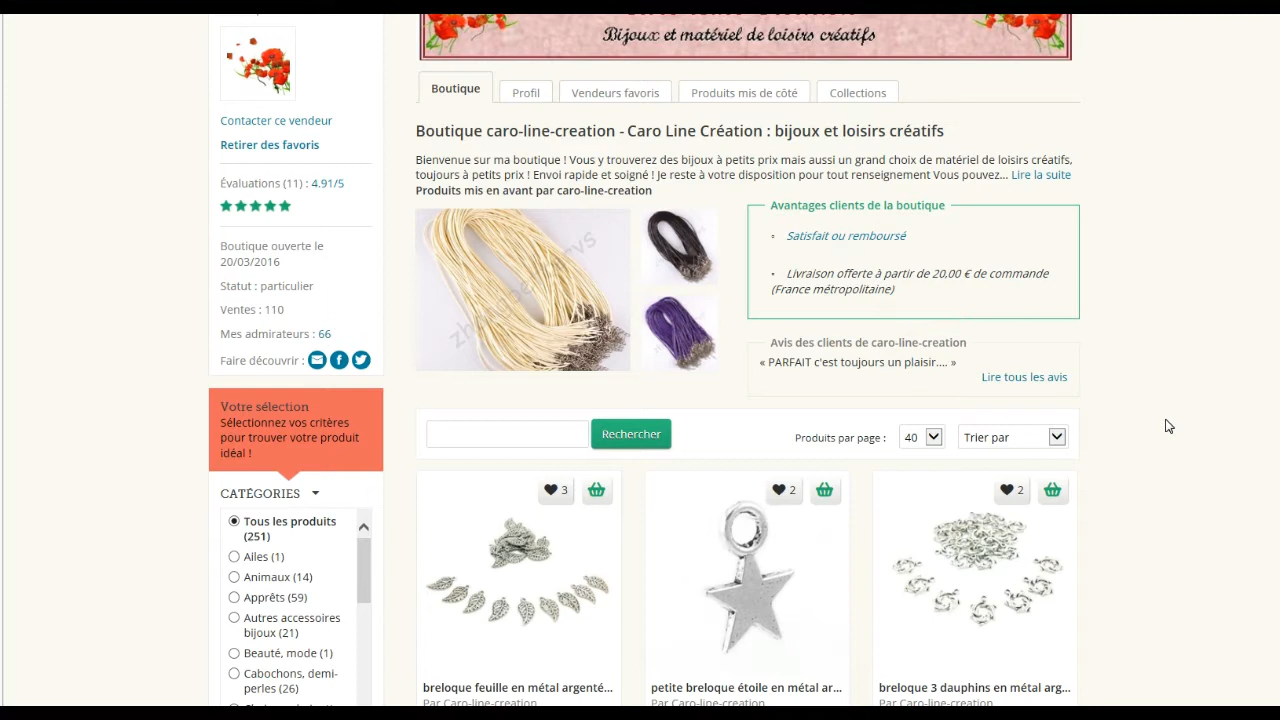 Bijoux et matériel de loisirs créatifs
Contacter ce vendeur
Retirer des favoris
Évaluations (11) : 4.91/5
Boutique ouverte le
20/03/2016
Statut : particulier
Ventes : 110
Mes admirateurs : 66
Faire découvrir :
Votre sélection
Sélectionnez vos critères
pour trouver votre produit
idéal !
CATÉGORIES
Tous les produits
(251)
Ailes (1)
Animaux (14)
Apprêts (59)
Autres accessoires
bijoux (21)
Beauté, mode (1)
Cabochons, demi-
perles (26)
Boutique
Profil
Vendeurs favoris
Produits mis de côté
Collections
Boutique caro-line-creation - Caro Line Création : bijoux et loisirs créatifs
Bienvenue sur ma boutique ! Vous y trouverez des bijoux à petits prix mais aussi un grand choix de matériel de loisirs créatifs,
toujours à petits prix ! Envoi rapide et soigné ! Je reste à votre disposition pour tout renseignement Vous pouvez... Lire la suite
Produits mis en avant par caro-line-creation
Avantages clients de la boutique
Satisfait ou remboursé
Livraison offerte à partir de 20,00 € de commande
(France métropolitaine)
Avis des clients de caro-line-creation
« PARFAIT c'est toujours un plaisir.... »
Lire tous les avis
Rechercher
Produits par page :
40
Trier par
3
2
2
breloque feuille en métal argenté...
Par Caro-line-creation
petite breloque étoile en métal ar...
Par Caro-line-creation
breloque 3 dauphins en métal arg...
Par Caro-line-creation